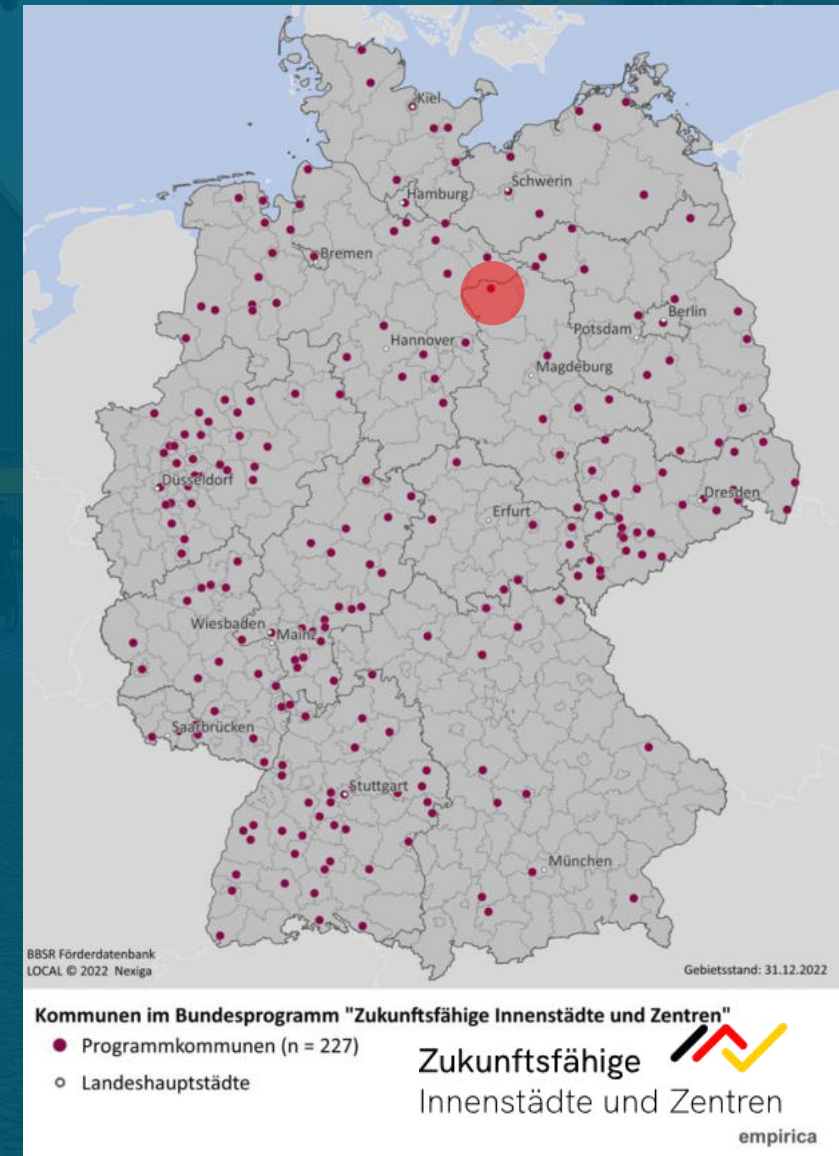 Kiel
Schwerin
Hamburg
Bremen
Berlin
Potsdam
Hannover
Magdeburg
Düsseldorf
Dresden
Erfurt
Wiesbaden
Mainz
Saarbrücken
Stuttgart
München
BBSR Förderdatenbank
LOCAL © 2022 Nexiga
Gebietsstand: 31.12.2022
Kommunen im Bundesprogramm "Zukunftsfähige Innenstädte und Zentren"
Programmkommunen (n = 227)
Landeshauptstädte
Zukunftsfähige
Innenstädte und Zentren
empirica